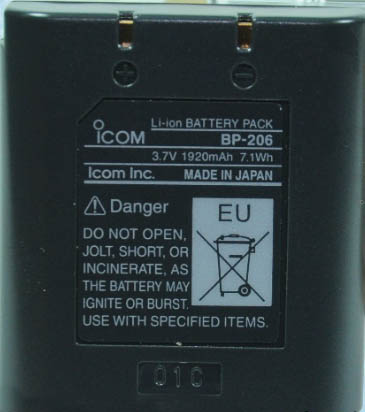 + −
Li-ion BATTERY PACK
ICOM BP-206
3.7V 1920mAh 7.1Wh
Icom Inc. MADE IN JAPAN
Danger
EU
DO NOT OPEN,
JOLT, SHORT, OR
INCINERATE, AS
THE BATTERY MAY
IGNITE OR BURST.
USE WITH SPECIFIED ITEMS.
010